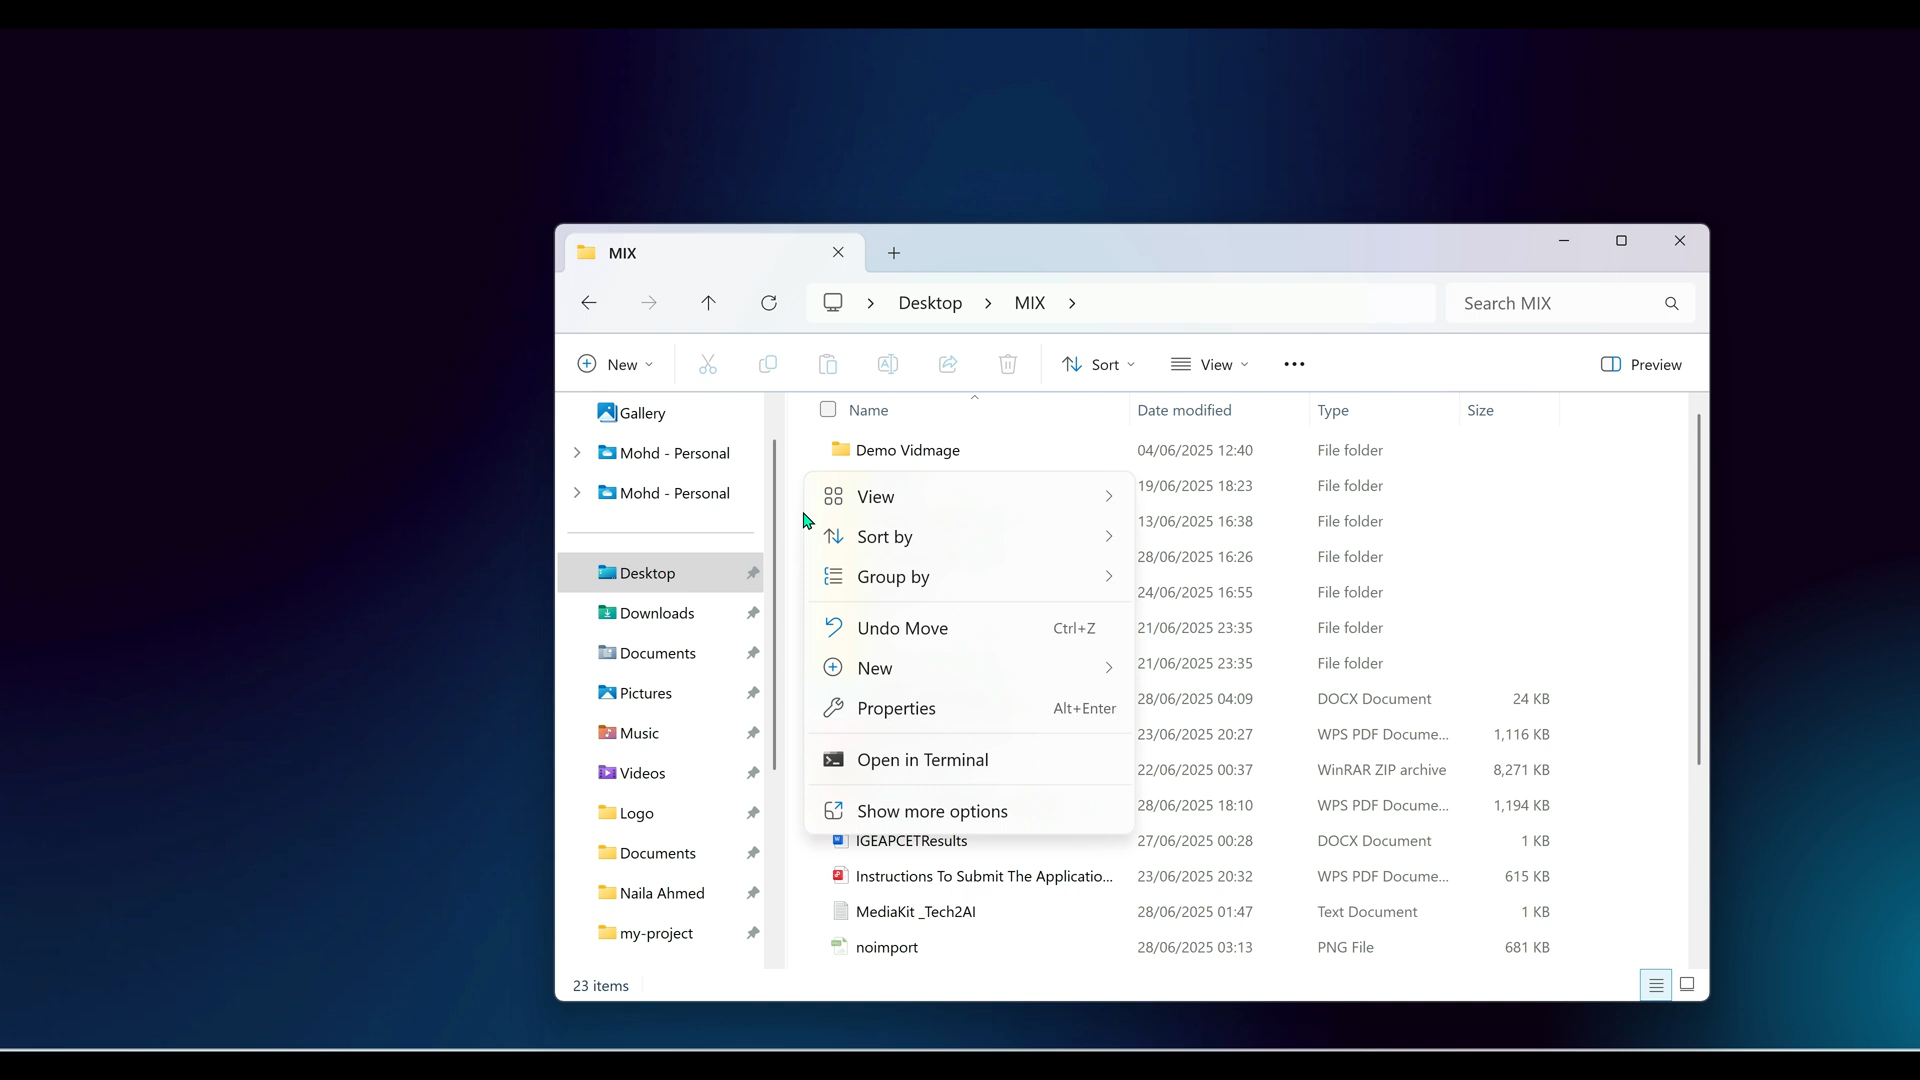 MIX
Desktop
MIX
Search MIX
New
Sort
View
Preview
Gallery
Mohd - Personal
Mohd - Personal
Desktop
Downloads
Documents
Pictures
Music
Videos
Logo
Documents
Naila Ahmed
my-project
Name Date modified Type Size
Demo Vidmage 04/06/2025 12:40 File folder
19/06/2025 18:23 File folder
13/06/2025 16:38 File folder
28/06/2025 16:26 File folder
24/06/2025 16:55 File folder
21/06/2025 23:35 File folder
21/06/2025 23:35 File folder
28/06/2025 04:09 DOCX Document 24 KB
23/06/2025 20:27 WPS PDF Docume... 1,116 KB
22/06/2025 00:37 WinRAR ZIP archive 8,271 KB
28/06/2025 18:10 WPS PDF Docume... 1,194 KB
IGEAPCETResults 27/06/2025 00:28 DOCX Document 1 KB
Instructions To Submit The Applicatio... 23/06/2025 20:32 WPS PDF Docume... 615 KB
MediaKit _Tech2AI 28/06/2025 01:47 Text Document 1 KB
noimport 28/06/2025 03:13 PNG File 681 KB
View
Sort by
Group by
Undo Move Ctrl+Z
New
Properties Alt+Enter
Open in Terminal
Show more options
23 items